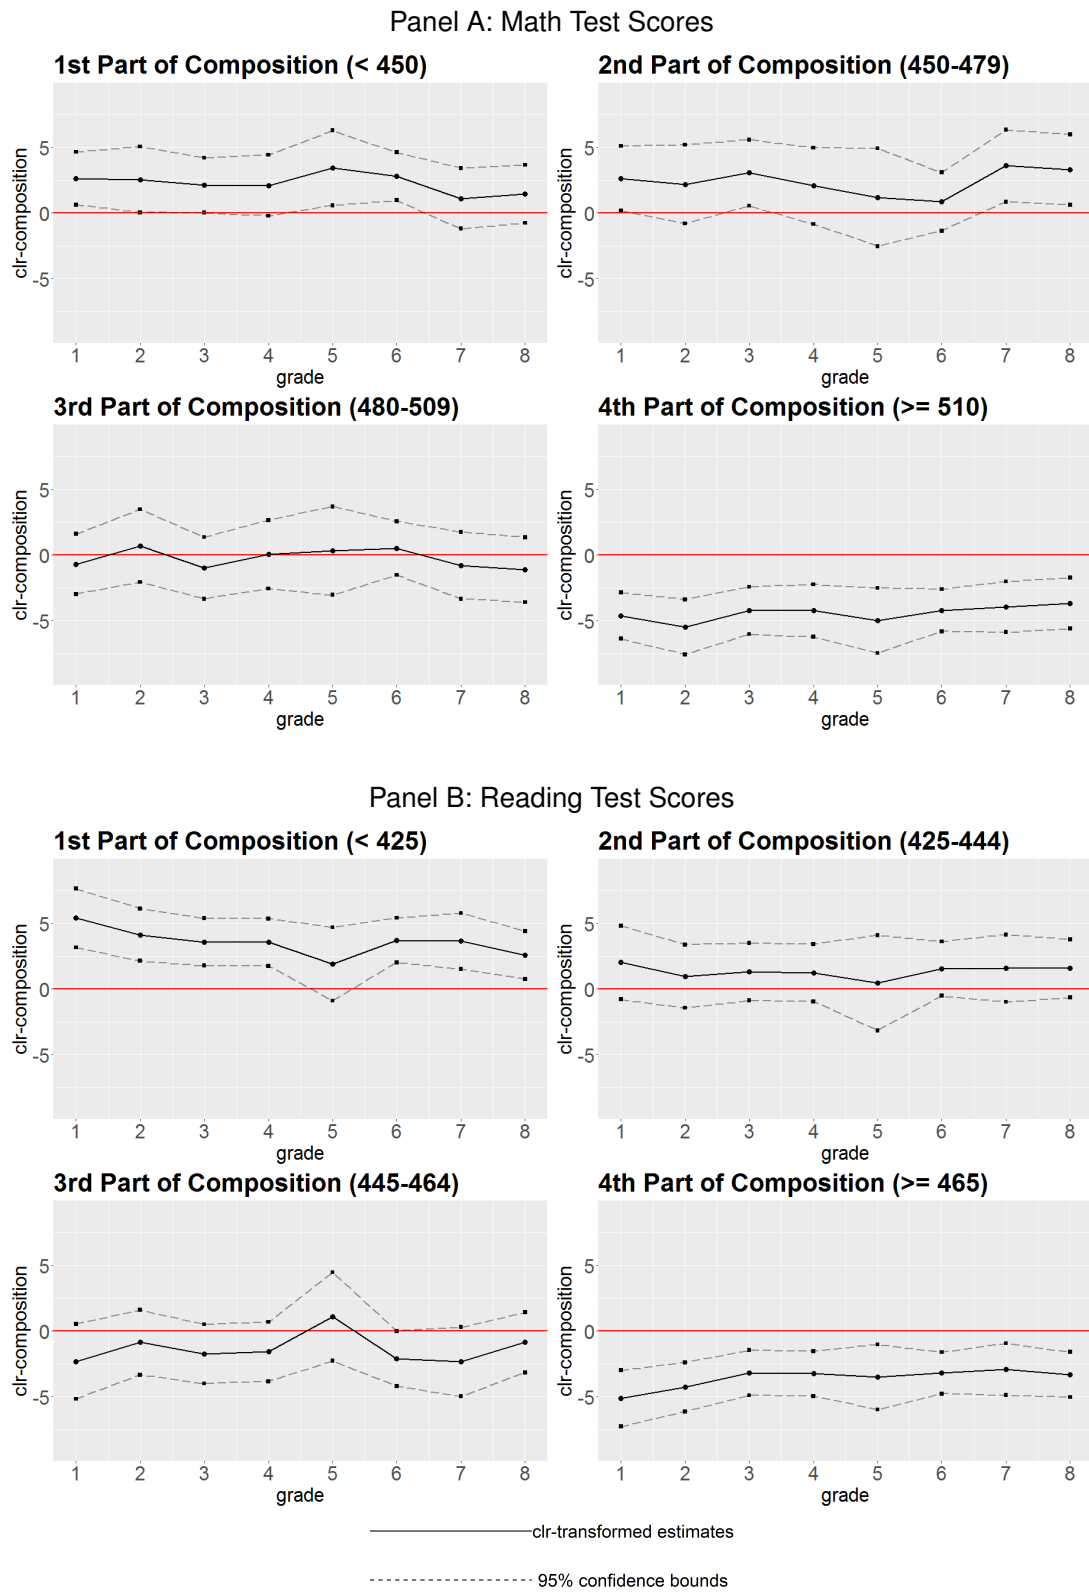 Panel A: Math Test Scores
1st Part of Composition (< 450)
clr-composition
5
0
-5
1 2 3 4 5 6 7 8
grade
2nd Part of Composition (450-479)
clr-composition
5
0
-5
1 2 3 4 5 6 7 8
grade
3rd Part of Composition (480-509)
clr-composition
5
0
-5
1 2 3 4 5 6 7 8
grade
4th Part of Composition (>= 510)
clr-composition
5
0
-5
1 2 3 4 5 6 7 8
grade
Panel B: Reading Test Scores
1st Part of Composition (< 425)
clr-composition
5
0
-5
1 2 3 4 5 6 7 8
grade
2nd Part of Composition (425-444)
clr-composition
5
0
-5
1 2 3 4 5 6 7 8
grade
3rd Part of Composition (445-464)
clr-composition
5
0
-5
1 2 3 4 5 6 7 8
grade
4th Part of Composition (>= 465)
clr-composition
5
0
-5
1 2 3 4 5 6 7 8
grade
clr-transformed estimates
95% confidence bounds